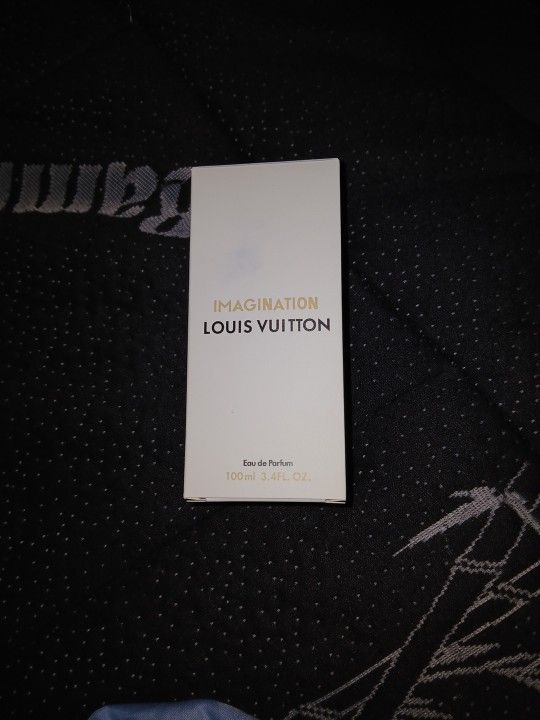 IMAGINATION
LOUIS VUITTON
Eau de Parfum
100ml 3.4FL. OZ.